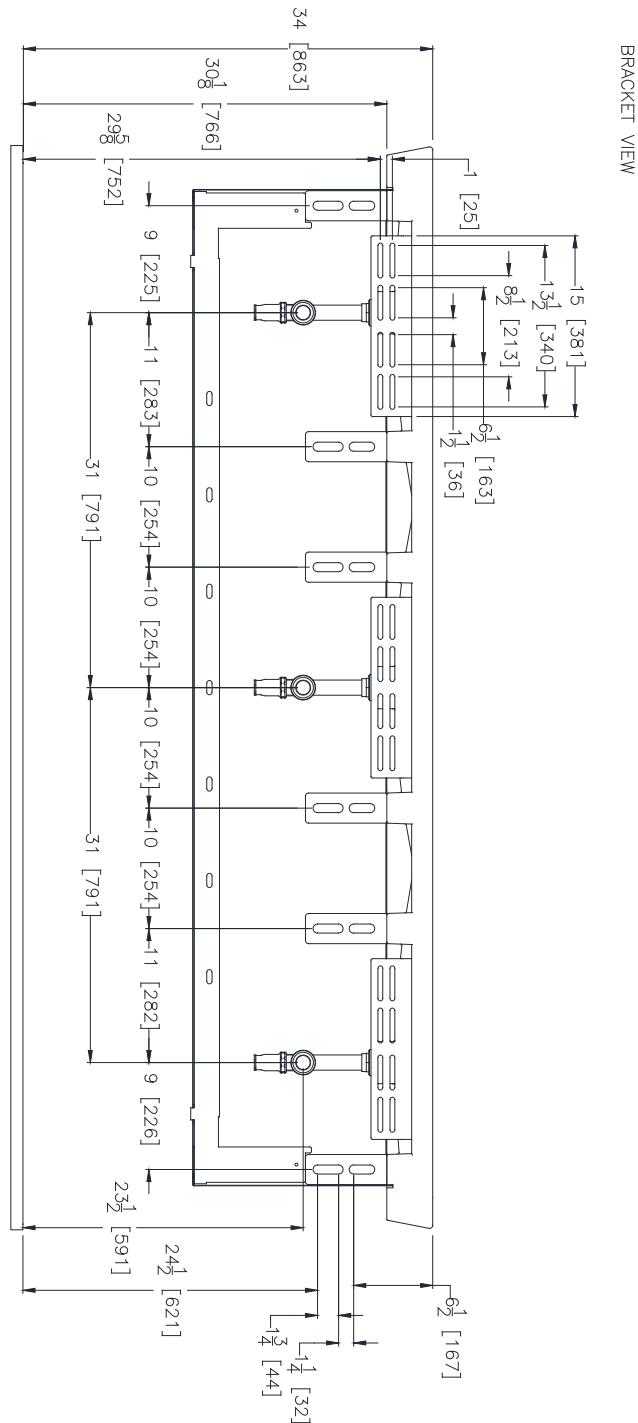 BRACKET VIEW
34 [863]
30 1/8 [766]
29 5/8 [752]
1 [25]
15 [381]
13 1/2 [340]
8 1/2 [213]
6 1/2 [163]
1 1/2 [36]
9 [225]
11 [283]
10 [254]
10 [254]
10 [254]
10 [254]
11 [282]
9 [226]
31 [791]
31 [791]
23 1/2 [591]
24 1/2 [621]
6 1/2 [167]
1 1/4 [32]
1 3/4 [44]